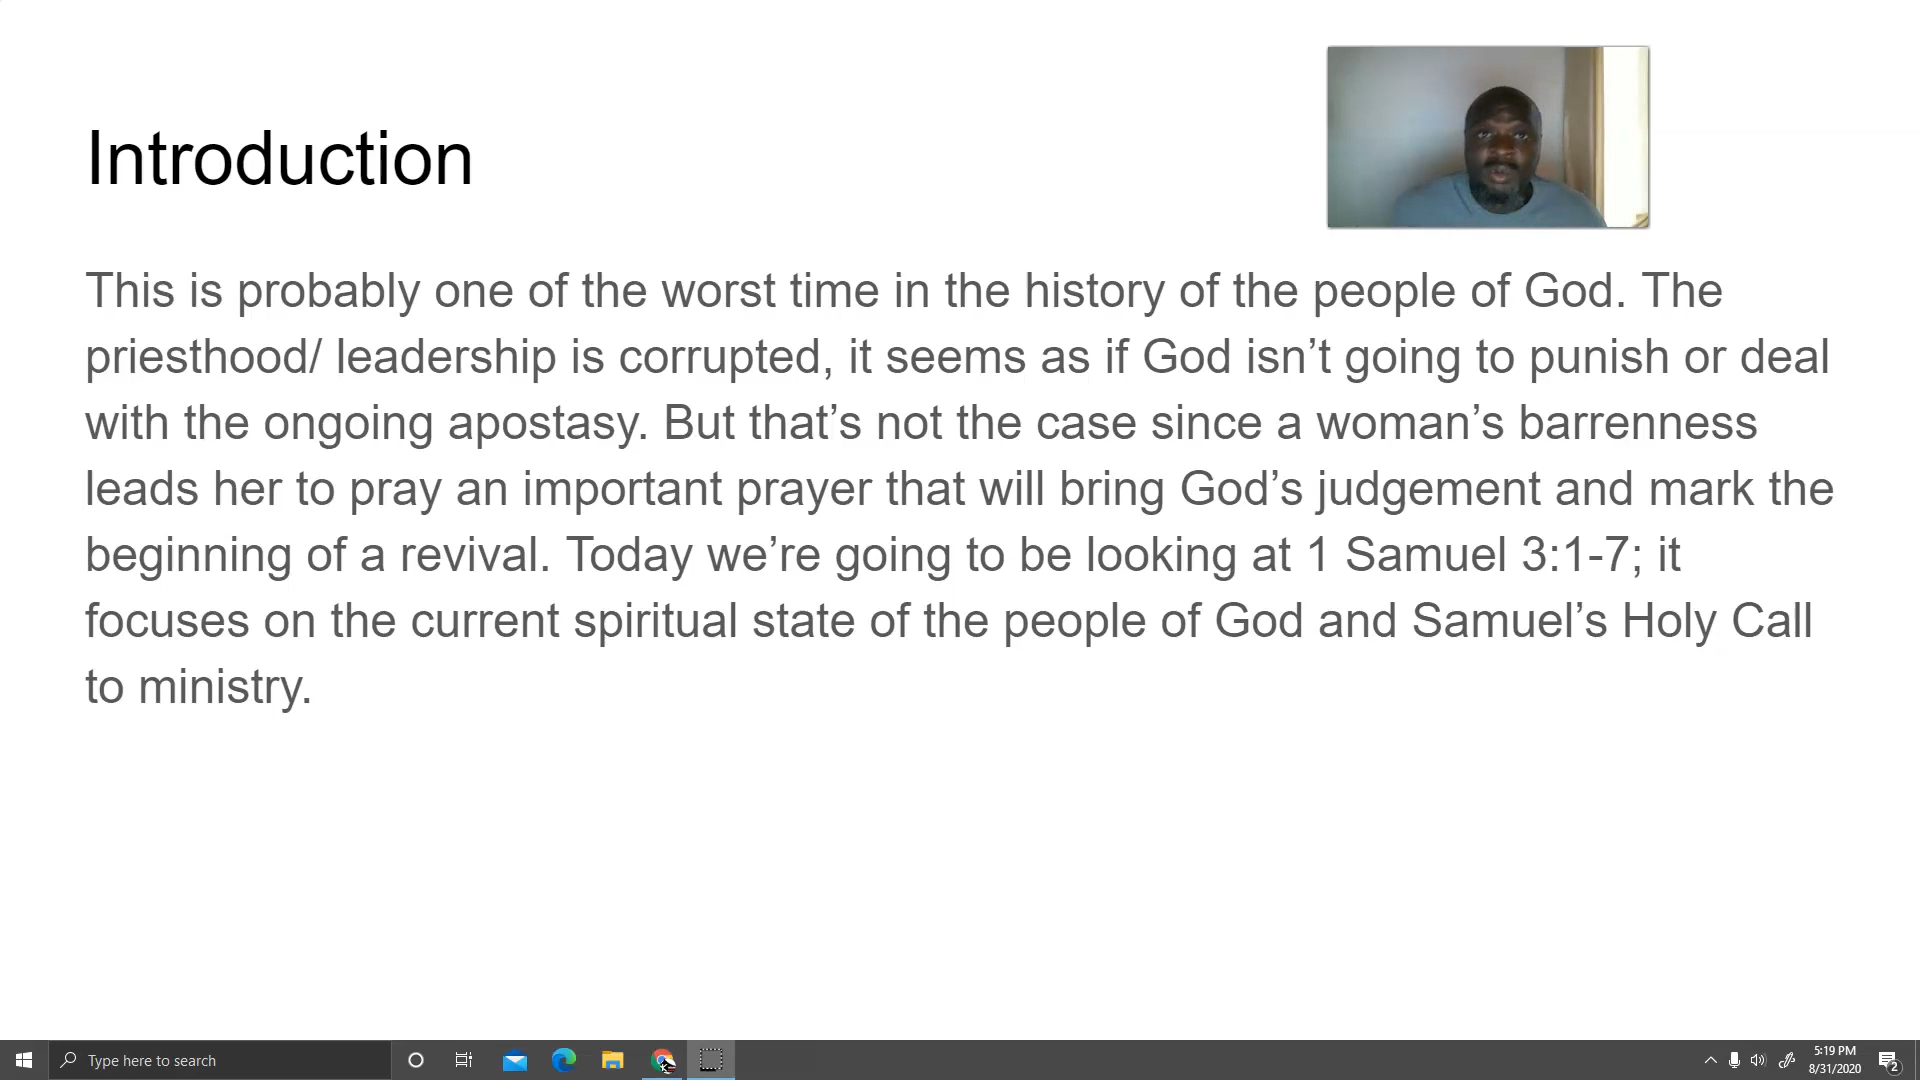 Introduction
This is probably one of the worst time in the history of the people of God. The
priesthood/ leadership is corrupted, it seems as if God isn’t going to punish or deal
with the ongoing apostasy. But that’s not the case since a woman’s barrenness
leads her to pray an important prayer that will bring God’s judgement and mark the
beginning of a revival. Today we’re going to be looking at 1 Samuel 3:1-7; it
focuses on the current spiritual state of the people of God and Samuel’s Holy Call
to ministry.
Type here to search
5:19 PM
8/31/2020
2